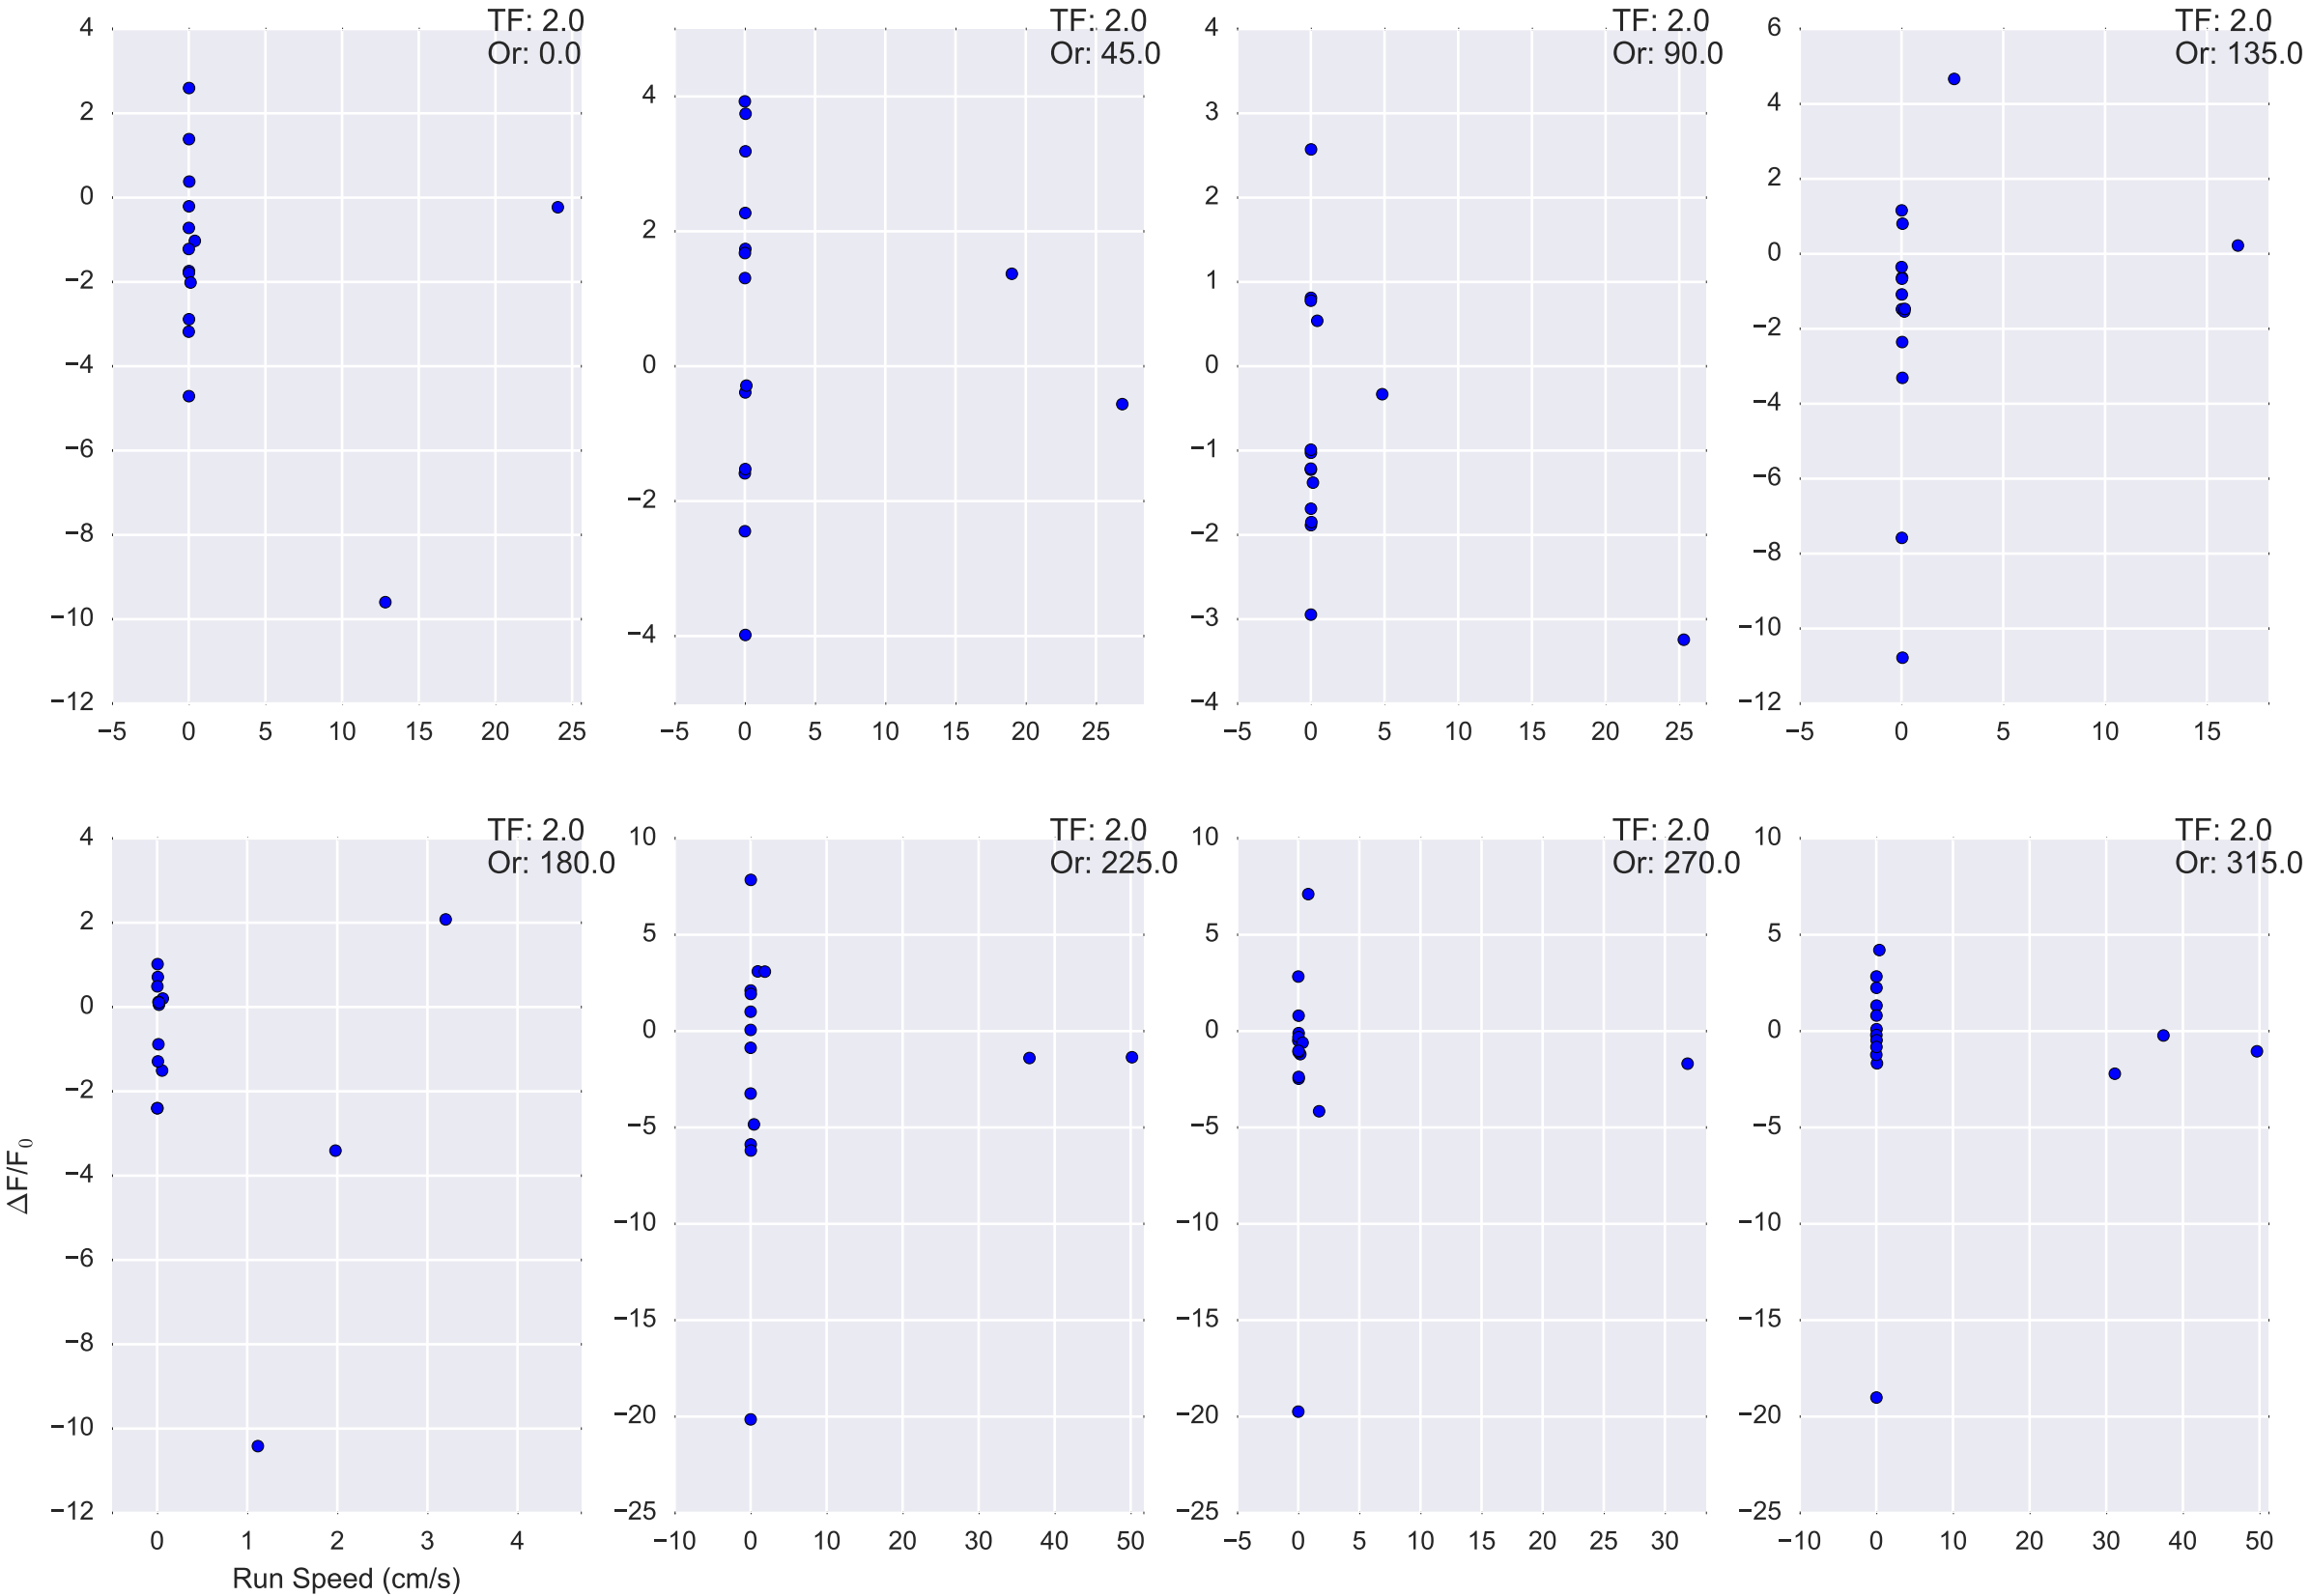 TF: 2.0
Or: 0.0
4
2
0
−2
−4
−6
−8
−10
−12
−5 0 5 10 15 20 25
TF: 2.0
Or: 45.0
4
2
0
−2
−4
−5 0 5 10 15 20 25
TF: 2.0
Or: 90.0
4
3
2
1
0
−1
−2
−3
−4
−5 0 5 10 15 20 25
TF: 2.0
Or: 135.0
6
4
2
0
−2
−4
−6
−8
−10
−12
−5 0 5 10 15
TF: 2.0
Or: 180.0
4
2
0
−2
−4
−6
−8
−10
−12
0 1 2 3 4
ΔF/F₀
Run Speed (cm/s)
TF: 2.0
Or: 225.0
10
5
0
−5
−10
−15
−20
−25
−10 0 10 20 30 40 50
TF: 2.0
Or: 270.0
10
5
0
−5
−10
−15
−20
−25
−5 0 5 10 15 20 25 30
TF: 2.0
Or: 315.0
10
5
0
−5
−10
−15
−20
−25
−10 0 10 20 30 40 50